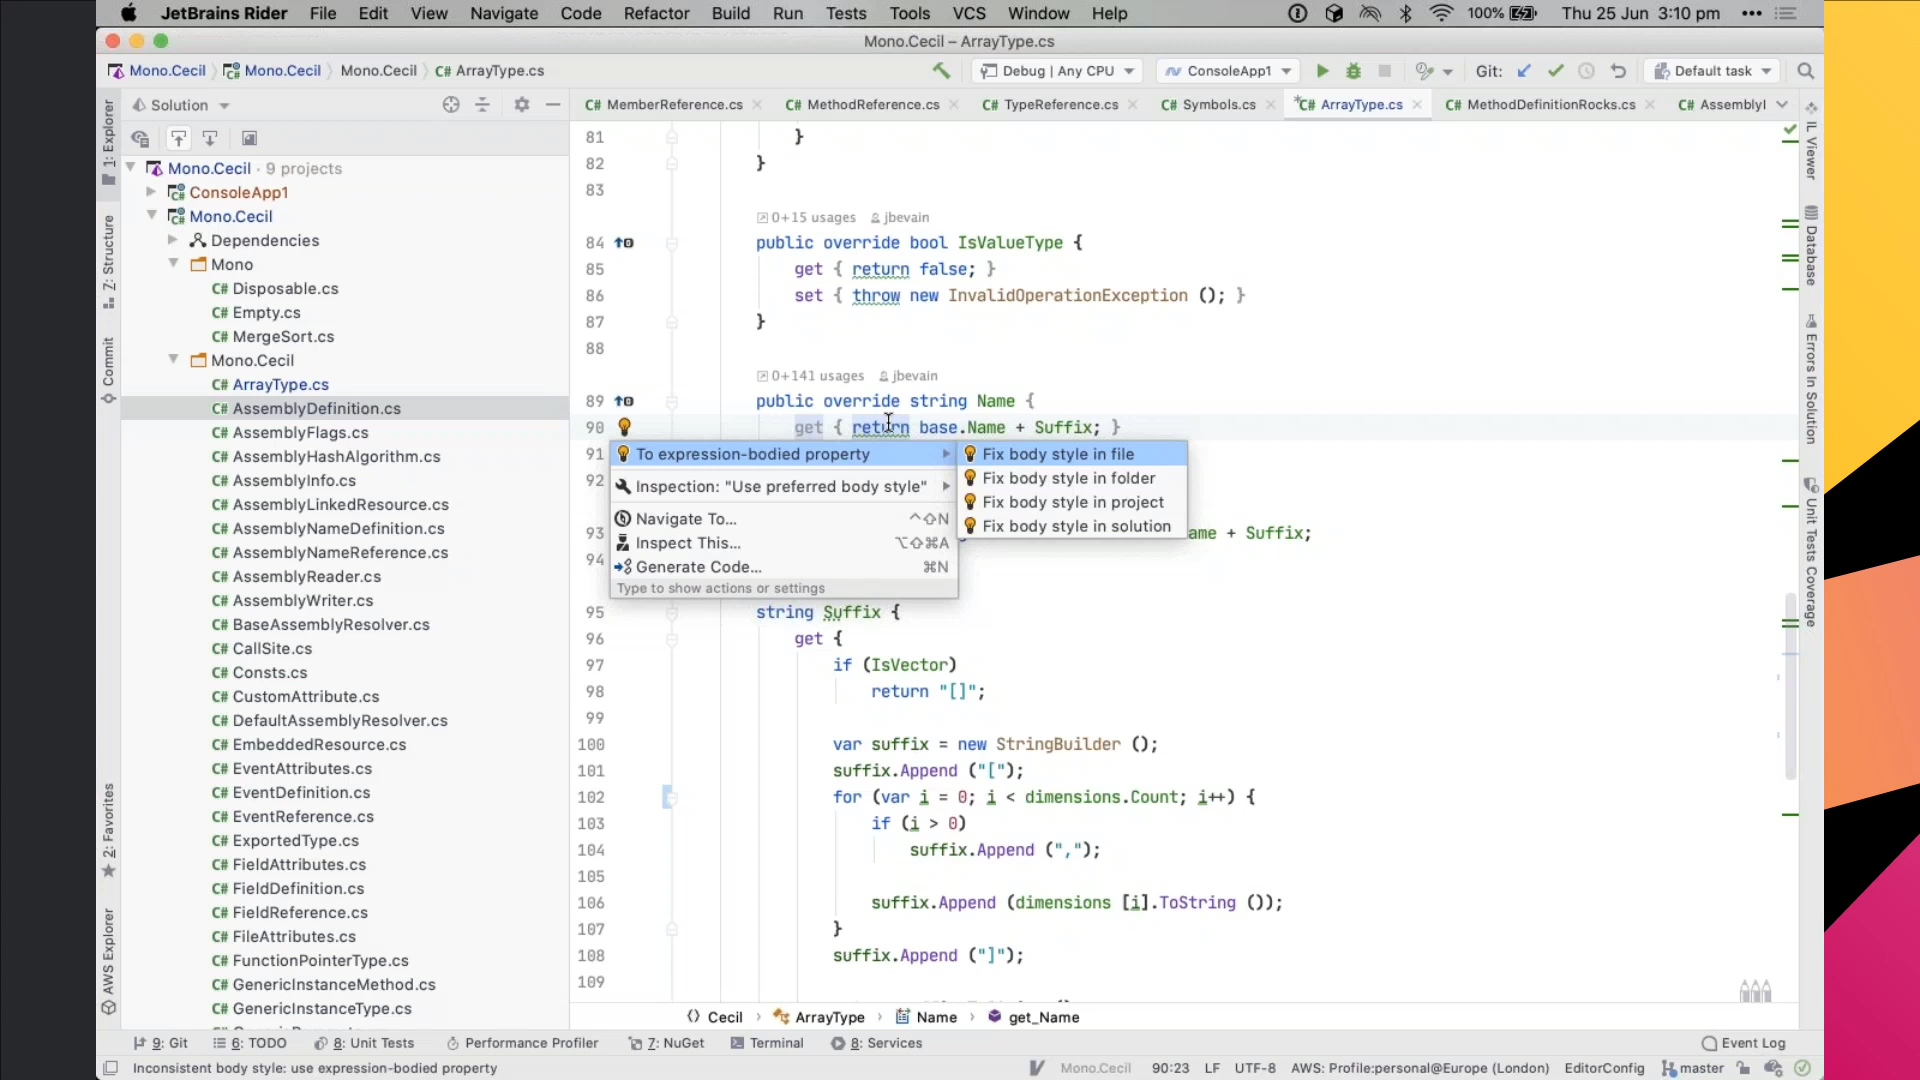 JetBrains Rider File Edit View Navigate Code Refactor Build Run Tests Tools VCS Window Help 100% Thu 25 Jun 3:10 pm
Mono.Cecil – ArrayType.cs
Mono.Cecil Mono.Cecil Mono.Cecil C# ArrayType.cs Debug | Any CPU ConsoleApp1 Git: Default task
Solution
C# MemberReference.cs C# MethodReference.cs C# TypeReference.cs C# Symbols.cs C# ArrayType.cs C# MethodDefinitionRocks.cs C# AssemblyI
1: Explorer
Z: Structure
Commit
2: Favorites
AWS Explorer
Mono.Cecil · 9 projects
ConsoleApp1
Mono.Cecil
Dependencies
Mono
C# Disposable.cs
C# Empty.cs
C# MergeSort.cs
Mono.Cecil
C# ArrayType.cs
C# AssemblyDefinition.cs
C# AssemblyFlags.cs
C# AssemblyHashAlgorithm.cs
C# AssemblyInfo.cs
C# AssemblyLinkedResource.cs
C# AssemblyNameDefinition.cs
C# AssemblyNameReference.cs
C# AssemblyReader.cs
C# AssemblyWriter.cs
C# BaseAssemblyResolver.cs
C# CallSite.cs
C# Consts.cs
C# CustomAttribute.cs
C# DefaultAssemblyResolver.cs
C# EmbeddedResource.cs
C# EventAttributes.cs
C# EventDefinition.cs
C# EventReference.cs
C# ExportedType.cs
C# FieldAttributes.cs
C# FieldDefinition.cs
C# FieldReference.cs
C# FileAttributes.cs
C# FunctionPointerType.cs
C# GenericInstanceMethod.cs
C# GenericInstanceType.cs
81 }
82 }
83
0+15 usages jbevain
84 public override bool IsValueType {
85 get { return false; }
86 set { throw new InvalidOperationException (); }
87 }
88
0+141 usages jbevain
89 public override string Name {
90 get { return base.Name + Suffix; }
91
92
93 ame + Suffix;
94
To expression-bodied property
Inspection: "Use preferred body style"
Navigate To... ^⇧N
Inspect This... ⌥⇧⌘A
Generate Code... ⌘N
Type to show actions or settings
Fix body style in file
Fix body style in folder
Fix body style in project
Fix body style in solution
95 string Suffix {
96 get {
97 if (IsVector)
98 return "[]";
99
100 var suffix = new StringBuilder ();
101 suffix.Append ("[");
102 for (var i = 0; i < dimensions.Count; i++) {
103 if (i > 0)
104 suffix.Append (",");
105
106 suffix.Append (dimensions [i].ToString ());
107 }
108 suffix.Append ("]");
109
IL Viewer
Database
Errors In Solution
Unit Tests Coverage
Cecil › ArrayType › Name › get_Name
9: Git 6: TODO 8: Unit Tests Performance Profiler 7: NuGet Terminal 8: Services Event Log
Inconsistent body style: use expression-bodied property Mono.Cecil 90:23 LF UTF-8 AWS: Profile:personal@Europe (London) EditorConfig master